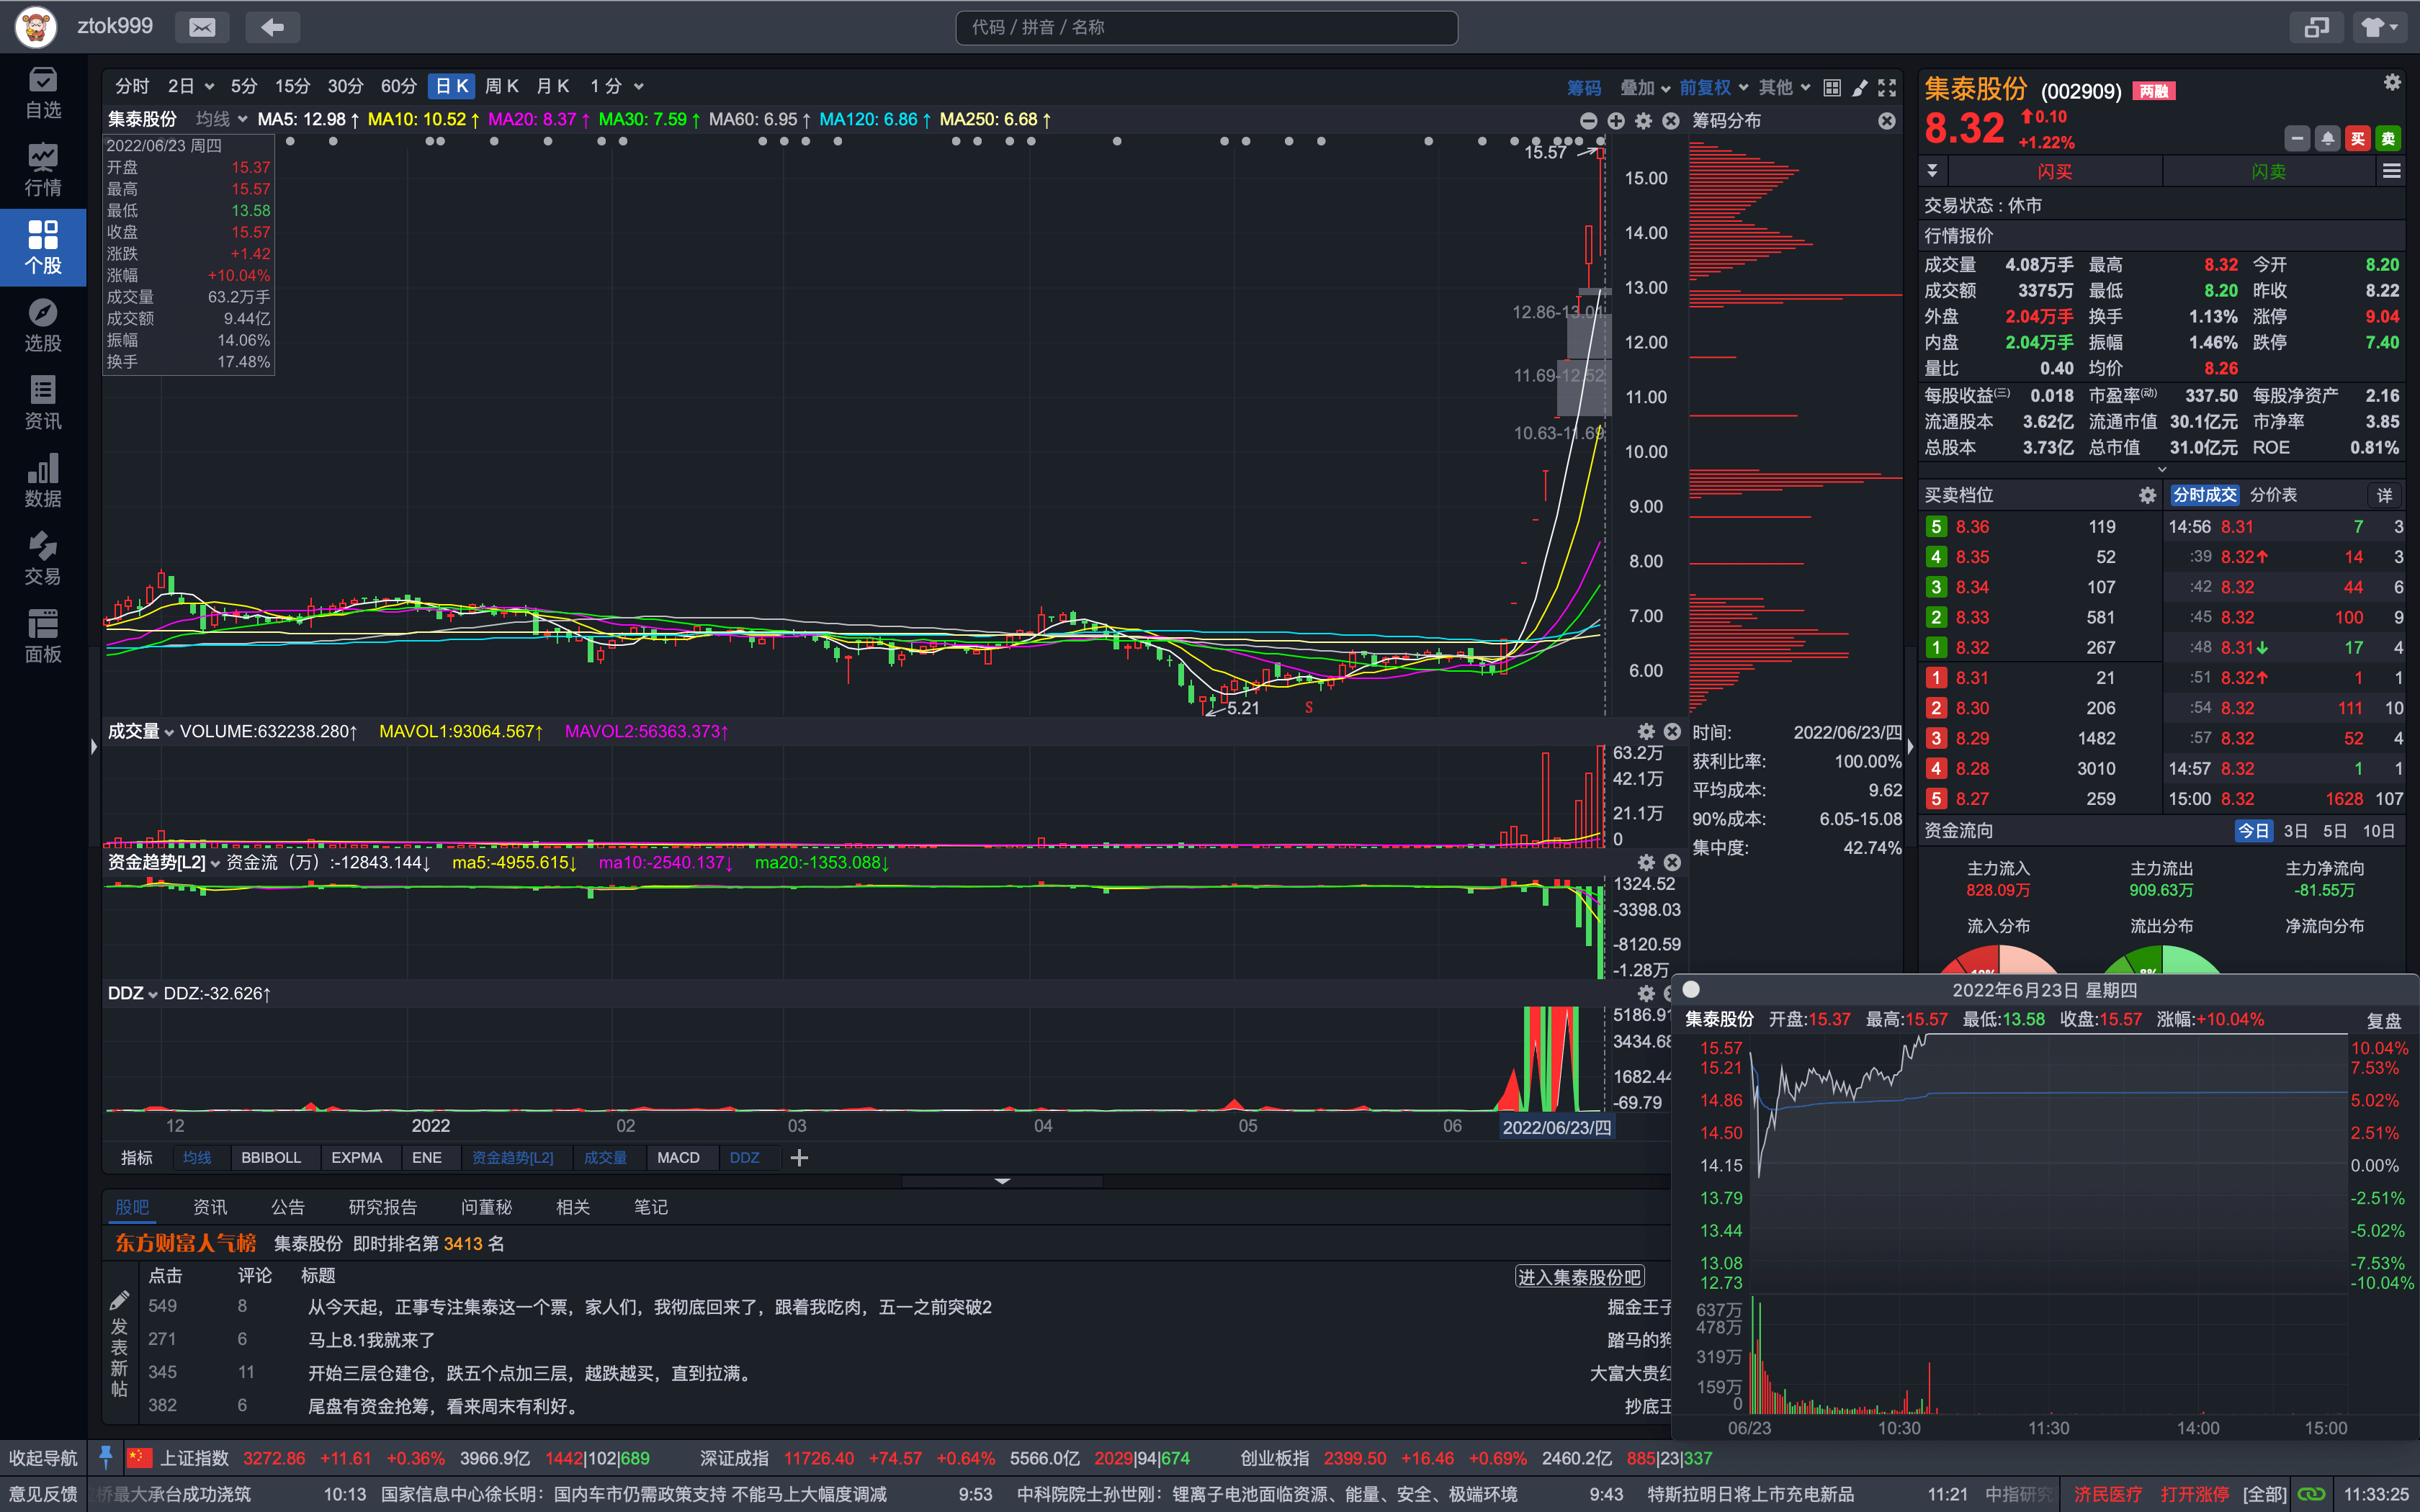 ztok999
代码 / 拼音 / 名称
自选
行情
个股
选股
资讯
数据
交易
面板
分时 2日 5分 15分 30分 60分 日K 周K 月K 1分 筹码 叠加 前复权 其他
集泰股份 均线 MA5: 12.98↑ MA10: 10.52↑ MA20: 8.37↑ MA30: 7.59↑ MA60: 6.95↑ MA120: 6.86↑ MA250: 6.68↑
筹码分布
2022/06/23 周四
开盘 15.37
最高 15.57
最低 13.58
收盘 15.57
涨跌 +1.42
涨幅 +10.04%
成交量 63.2万手
成交额 9.44亿
振幅 14.06%
换手 17.48%
15.57
15.00
14.00
13.00
12.86-13.01
12.00
11.69-12.52
11.00
10.63-11.69
10.00
9.00
8.00
7.00
6.00
5.21
S
成交量 VOLUME:632238.280↑ MAVOL1:93064.567↑ MAVOL2:56363.373↑
63.2万
42.1万
21.1万
0
时间: 2022/06/23/四
获利比率: 100.00%
平均成本: 9.62
90%成本: 6.05-15.08
集中度: 42.74%
资金趋势[L2] 资金流（万）:-12843.144↓ ma5:-4955.615↓ ma10:-2540.137↓ ma20:-1353.088↓
1324.52
-3398.03
-8120.59
-1.28万
DDZ DDZ:-32.626↑
5186.91
3434.68
1682.44
-69.79
12 2022 02 03 04 05 06 2022/06/23/四
指标 均线 BBIBOLL EXPMA ENE 资金趋势[L2] 成交量 MACD DDZ
股吧 资讯 公告 研究报告 问董秘 相关 笔记
东方财富人气榜 集泰股份 即时排名第 3413 名
点击 评论 标题 进入集泰股份吧
发表新帖
549 8 从今天起，正事专注集泰这一个票，家人们，我彻底回来了，跟着我吃肉，五一之前突破2 掘金王子
271 6 马上8.1我就来了 踏马的狗
345 11 开始三层仓建仓，跌五个点加三层，越跌越买，直到拉满。 大富大贵红
382 6 尾盘有资金抢筹，看来周末有利好。 抄底王
集泰股份 (002909) 两融
8.32 0.10
+1.22%
买 卖
闪买 闪卖
交易状态 : 休市
行情报价
成交量 4.08万手 最高 8.32 今开 8.20
成交额 3375万 最低 8.20 昨收 8.22
外盘 2.04万手 换手 1.13% 涨停 9.04
内盘 2.04万手 振幅 1.46% 跌停 7.40
量比 0.40 均价 8.26
每股收益(三) 0.018 市盈率(动) 337.50 每股净资产 2.16
流通股本 3.62亿 流通市值 30.1亿元 市净率 3.85
总股本 3.73亿 总市值 31.0亿元 ROE 0.81%
买卖档位 分时成交 分价表 详
5 8.36 119 14:56 8.31 7 3
4 8.35 52 :39 8.32↑ 14 3
3 8.34 107 :42 8.32 44 6
2 8.33 581 :45 8.32 100 9
1 8.32 267 :48 8.31↓ 17 4
1 8.31 21 :51 8.32↑ 1 1
2 8.30 206 :54 8.32 111 10
3 8.29 1482 :57 8.32 52 4
4 8.28 3010 14:57 8.32 1 1
5 8.27 259 15:00 8.32 1628 107
资金流向 今日 3日 5日 10日
主力流入 主力流出 主力净流向
828.09万 909.63万 -81.55万
流入分布 流出分布 净流向分布
2022年6月23日 星期四
集泰股份 开盘:15.37 最高:15.57 最低:13.58 收盘:15.57 涨幅:+10.04% 复盘
15.57 10.04%
15.21 7.53%
14.86 5.02%
14.50 2.51%
14.15 0.00%
13.79 -2.51%
13.44 -5.02%
13.08 -7.53%
12.73 -10.04%
637万
478万
319万
159万
0
06/23 10:30 11:30 14:00 15:00
收起导航 上证指数 3272.86 +11.61 +0.36% 3966.9亿 1442|102|689 深证成指 11726.40 +74.57 +0.64% 5566.0亿 2029|94|674 创业板指 2399.50 +16.46 +0.69% 2460.2亿 885|23|337
意见反馈 桥最大承台成功浇筑 10:13 国家信息中心徐长明：国内车市仍需政策支持 不能马上大幅度调减 9:53 中科院院士孙世刚：锂离子电池面临资源、能量、安全、极端环境 9:43 特斯拉明日将上市充电新品 11:21 中指研究 济民医疗 打开涨停 [全部] 11:33:25